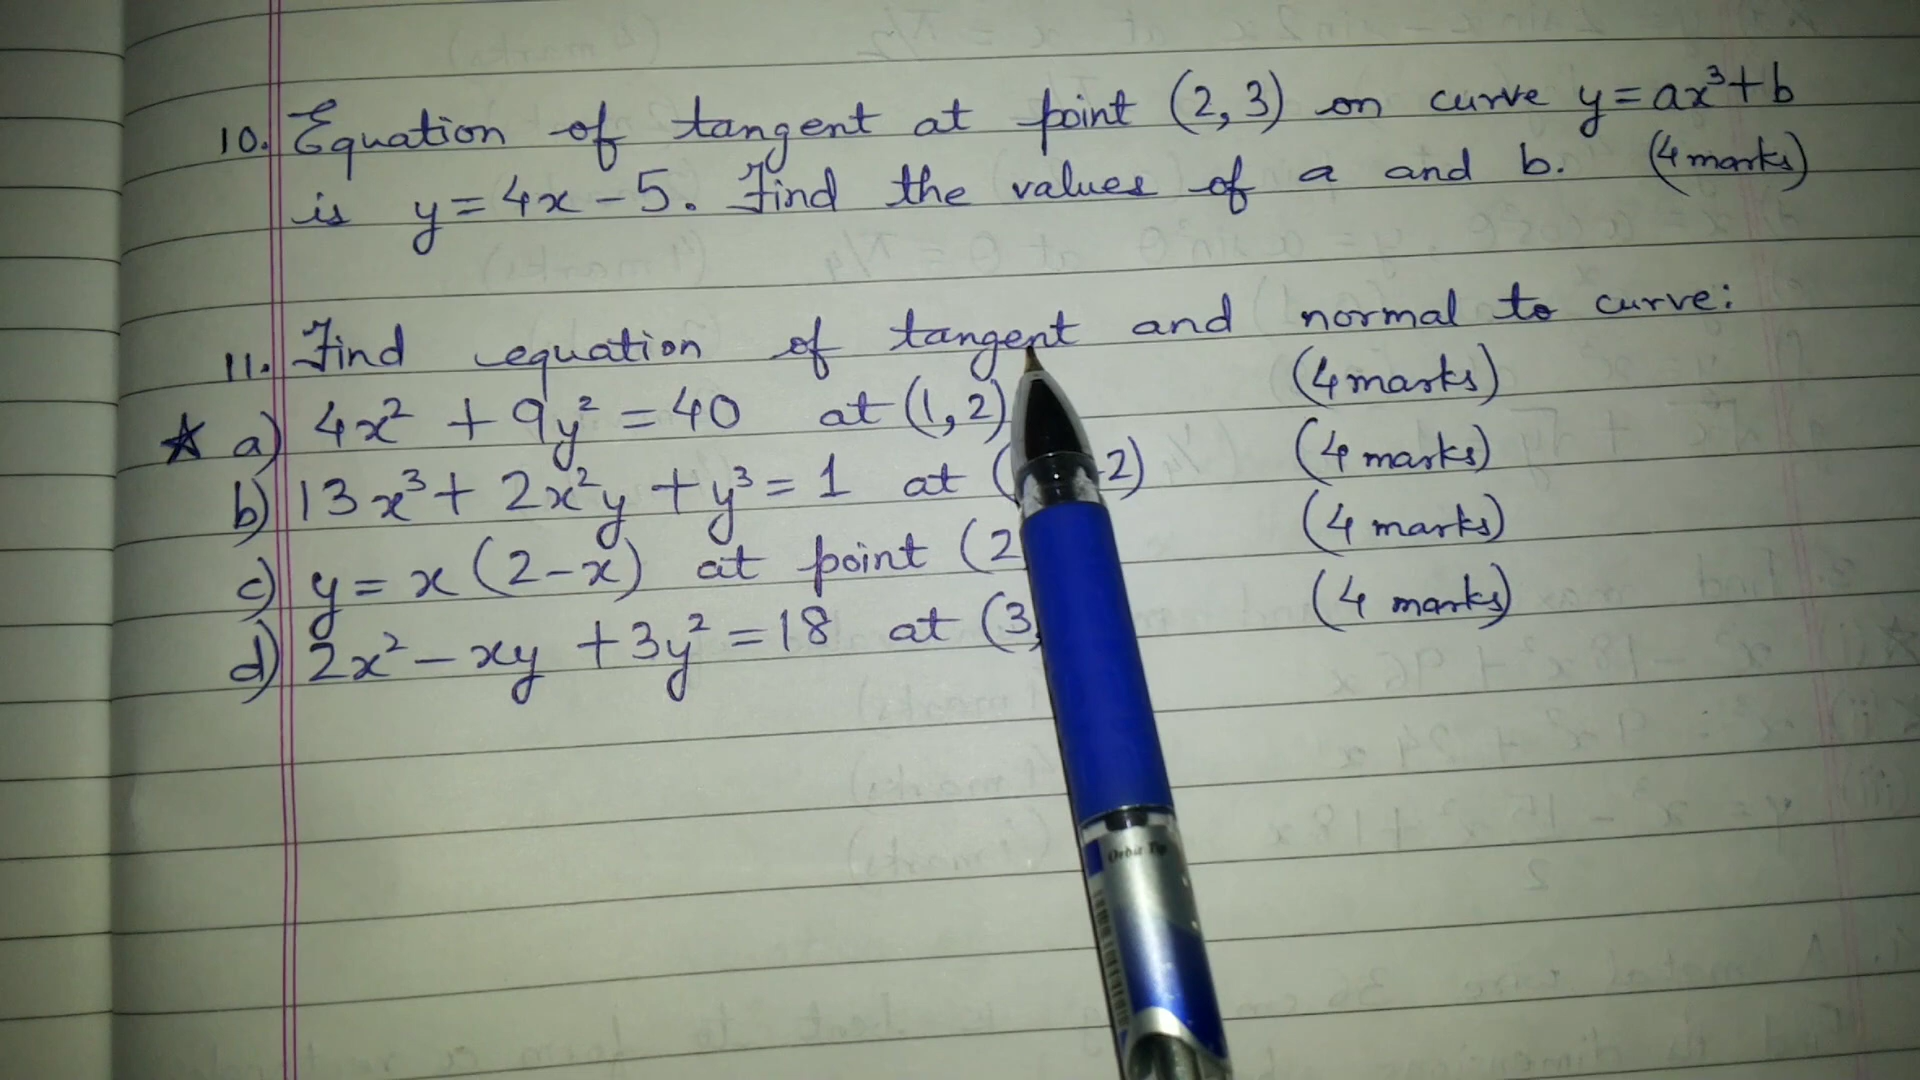 10. Equation of tangent at point (2, 3) on curve y = ax³ + b
is y = 4x - 5. Find the values of a and b. (4 marks)
11. Find equation of tangent and normal to curve:
☆ a) 4x² + 9y² = 40 at (1, 2) (4 marks)
b) 13x³ + 2x²y + y³ = 1 at ( -2) (4 marks)
c) y = x (2 - x) at point (2 (4 marks)
d) 2x² - xy + 3y² = 18 at (3, (4 marks)
Orbit Tip